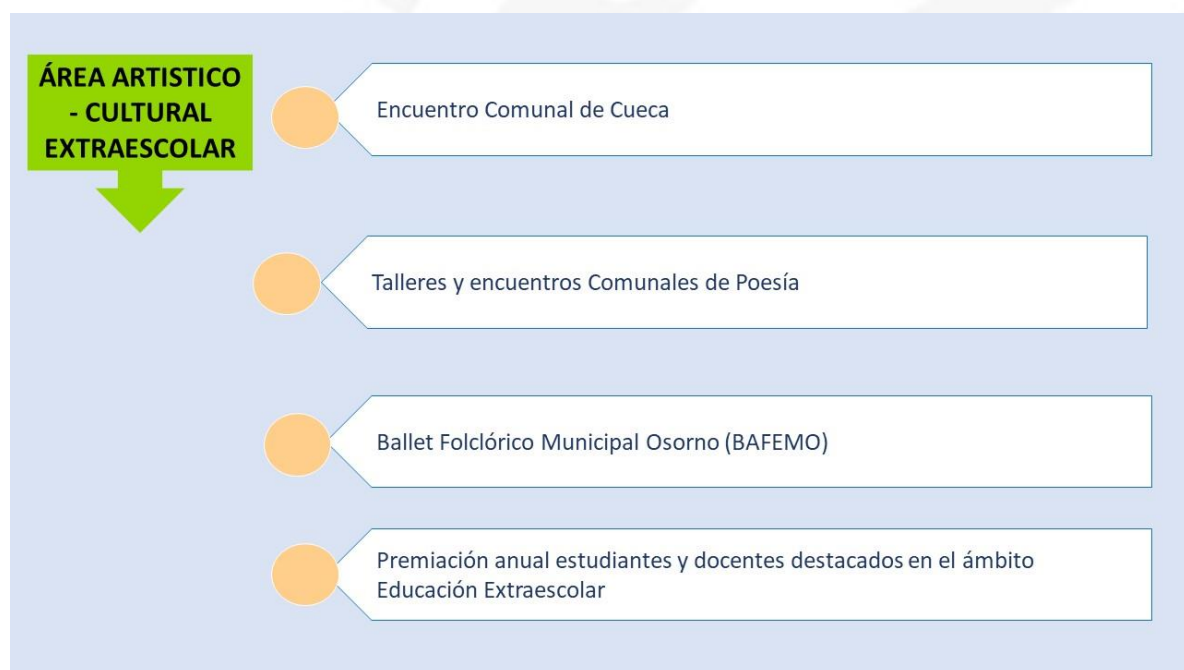 ÁREA ARTISTICO
- CULTURAL
EXTRAESCOLAR
Encuentro Comunal de Cueca
Talleres y encuentros Comunales de Poesía
Ballet Folclórico Municipal Osorno (BAFEMO)
Premiación anual estudiantes y docentes destacados en el ámbito
Educación Extraescolar